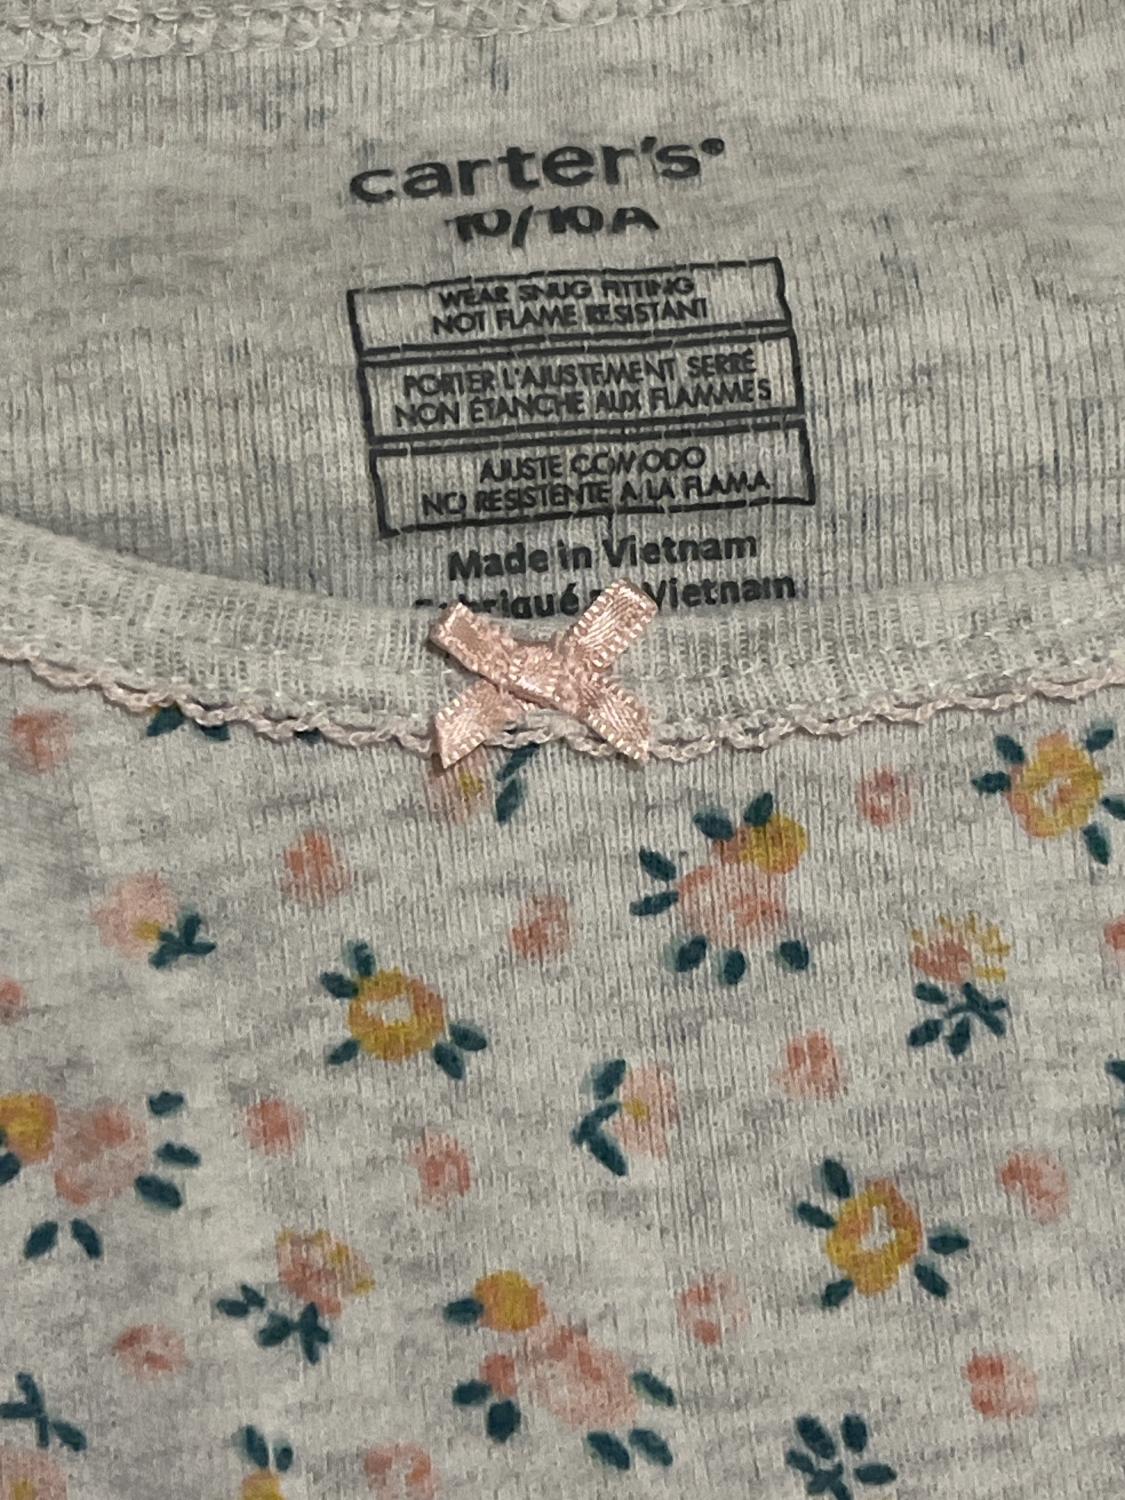 carter's®
10/10A
WEAR SNUG FITTING
NOT FLAME RESISTANT
PORTER L'AJUSTEMENT SERRÉ
NON ÉTANCHE AUX FLAMMES
AJUSTE COMODO
NO RESISTENTE A LA FLAMA
Made in Vietnam
Vietnam